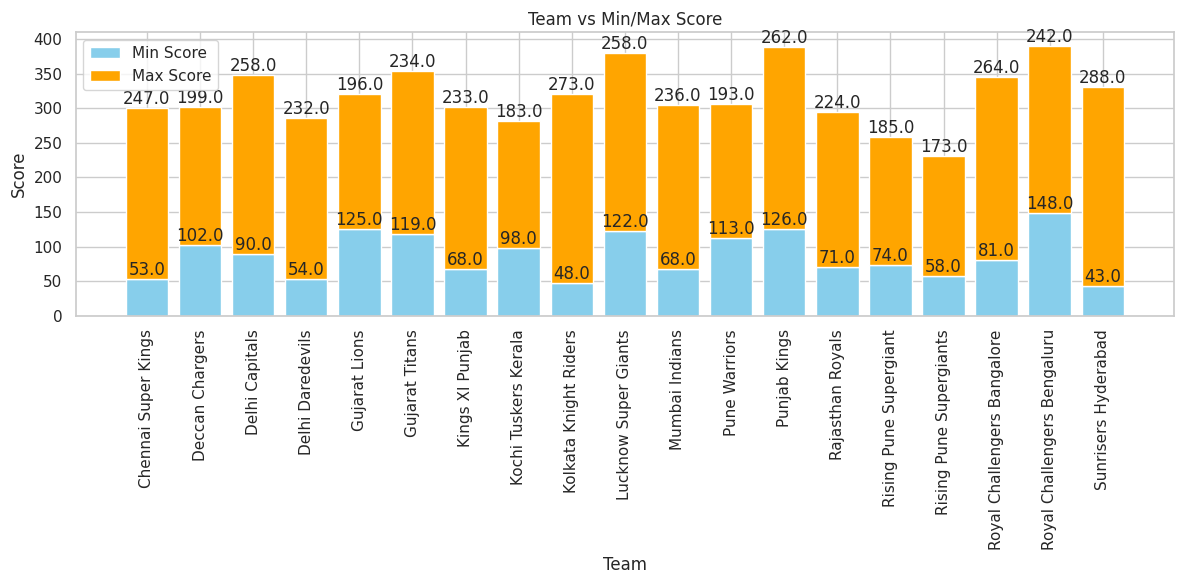 Team vs Min/Max Score
Min Score
Max Score
Score
400
350
300
250
200
150
100
50
0
247.0
199.0
258.0
232.0
196.0
234.0
233.0
183.0
273.0
258.0
236.0
193.0
262.0
224.0
185.0
173.0
264.0
242.0
288.0
53.0
102.0
90.0
54.0
125.0
119.0
68.0
98.0
48.0
122.0
68.0
113.0
126.0
71.0
74.0
58.0
81.0
148.0
43.0
Chennai Super Kings
Deccan Chargers
Delhi Capitals
Delhi Daredevils
Gujarat Lions
Gujarat Titans
Kings XI Punjab
Kochi Tuskers Kerala
Kolkata Knight Riders
Lucknow Super Giants
Mumbai Indians
Pune Warriors
Punjab Kings
Rajasthan Royals
Rising Pune Supergiant
Rising Pune Supergiants
Royal Challengers Bangalore
Royal Challengers Bengaluru
Sunrisers Hyderabad
Team